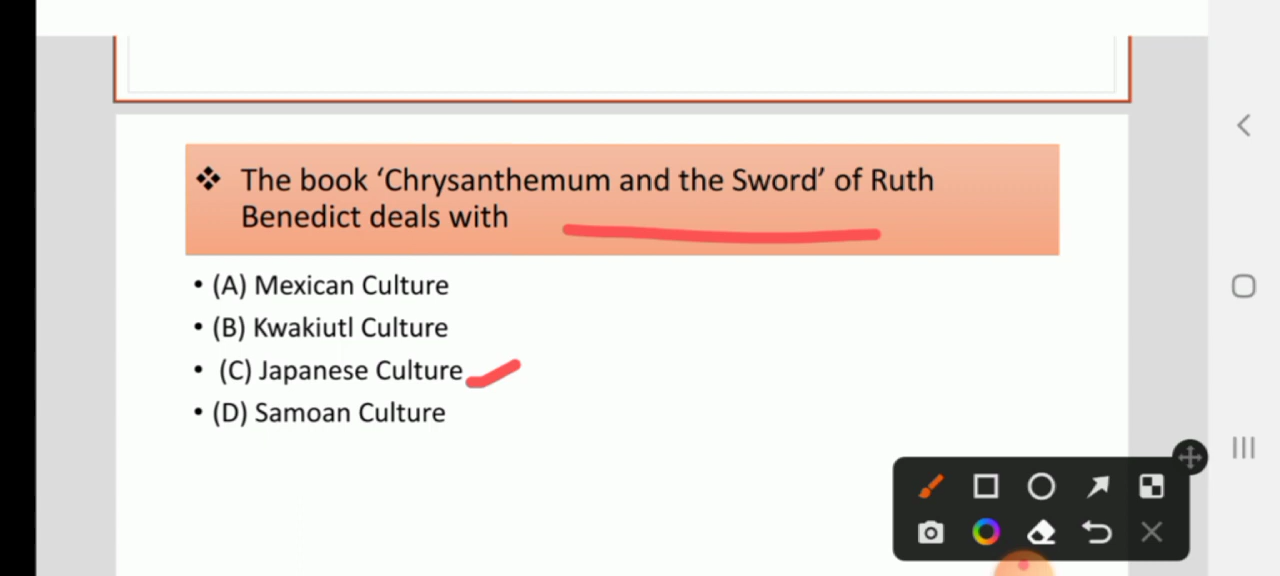 ❖ The book ‘Chrysanthemum and the Sword’ of Ruth
Benedict deals with
• (A) Mexican Culture
• (B) Kwakiutl Culture
• (C) Japanese Culture
• (D) Samoan Culture